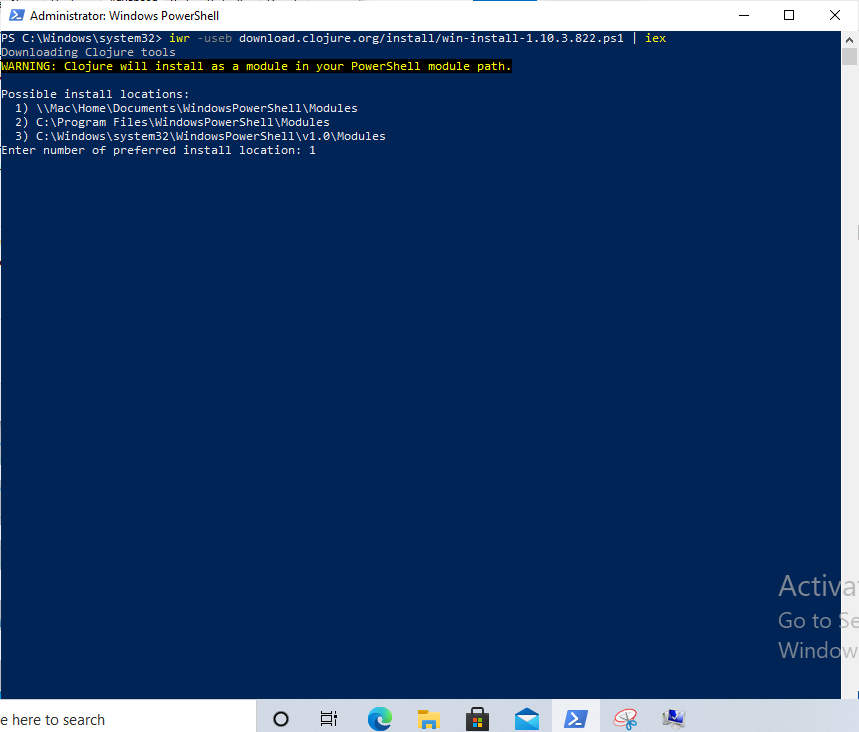 Administrator: Windows PowerShell
PS C:\Windows\system32> iwr -useb download.clojure.org/install/win-install-1.10.3.822.ps1 | iex
Downloading Clojure tools
WARNING: Clojure will install as a module in your PowerShell module path.
Possible install locations:
1) \\Mac\Home\Documents\WindowsPowerShell\Modules
2) C:\Program Files\WindowsPowerShell\Modules
3) C:\Windows\system32\WindowsPowerShell\v1.0\Modules
Enter number of preferred install location: 1
Activa
Go to Se
Window
e here to search